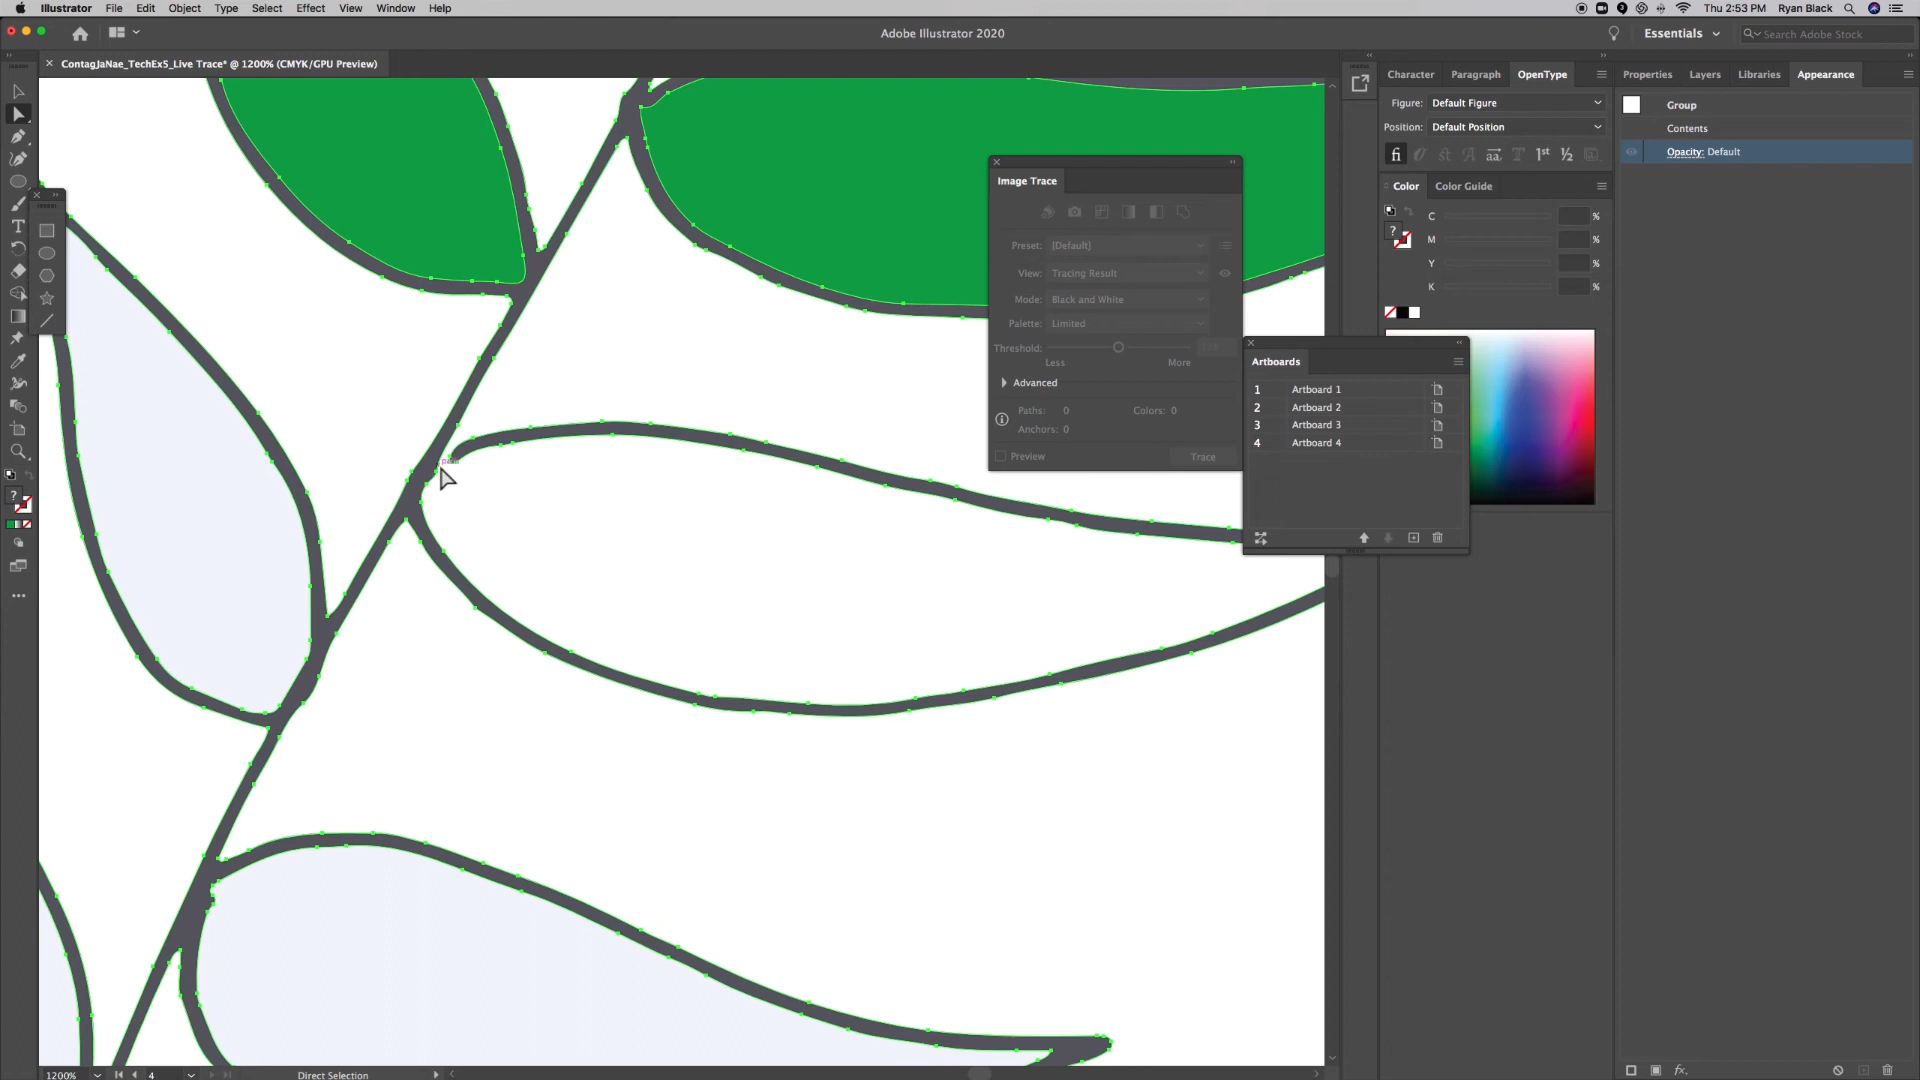 Illustrator File Edit Object Type Select Effect View Window Help
Thu 2:53 PM Ryan Black
Adobe Illustrator 2020
Essentials
Search Adobe Stock
ContagJaNae_TechEx5_Live Trace* @ 1200% (CMYK/GPU Preview)
Character Paragraph OpenType
Properties Layers Libraries Appearance
Figure: Default Figure
Position: Default Position
Group
Contents
Opacity: Default
Color Color Guide
C %
M %
Y %
K %
Image Trace
Preset: [Default]
View: Tracing Result
Mode: Black and White
Palette: Limited
Threshold:
Less More
Advanced
Paths: 0 Colors: 0
Anchors: 0
Preview Trace
Artboards
1 Artboard 1
2 Artboard 2
3 Artboard 3
4 Artboard 4
1200% 4 Direct Selection